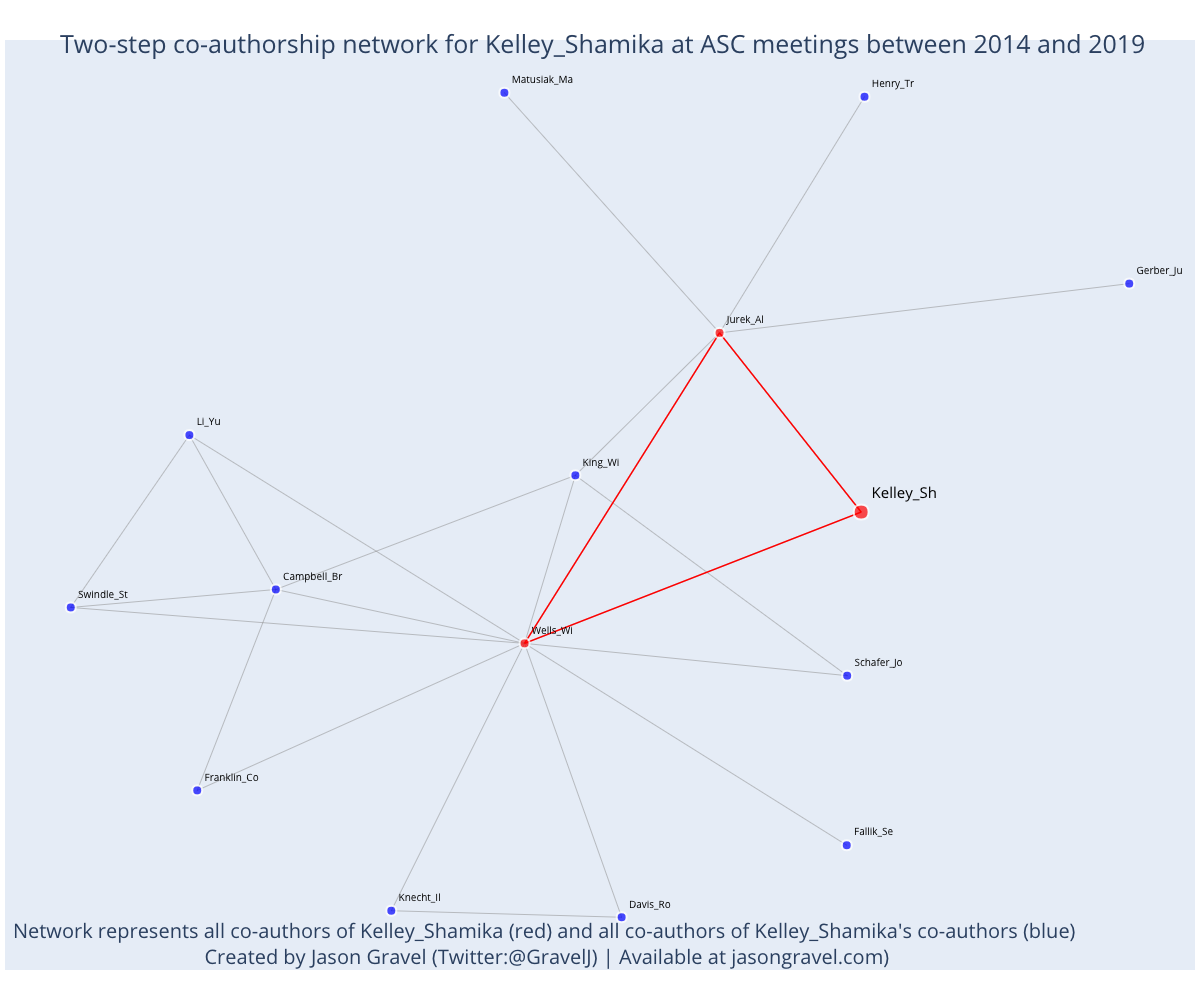 Two-step co-authorship network for Kelley_Shamika at ASC meetings between 2014 and 2019
Matusiak_Ma
Henry_Tr
Gerber_Ju
Jurek_Al
Li_Yu
King_Wi
Kelley_Sh
Campbell_Br
Swindle_St
Wells_Wi
Schafer_Jo
Franklin_Co
Fallik_Se
Knecht_Il
Davis_Ro
Network represents all co-authors of Kelley_Shamika (red) and all co-authors of Kelley_Shamika's co-authors (blue)
Created by Jason Gravel (Twitter:@GravelJ) | Available at jasongravel.com)